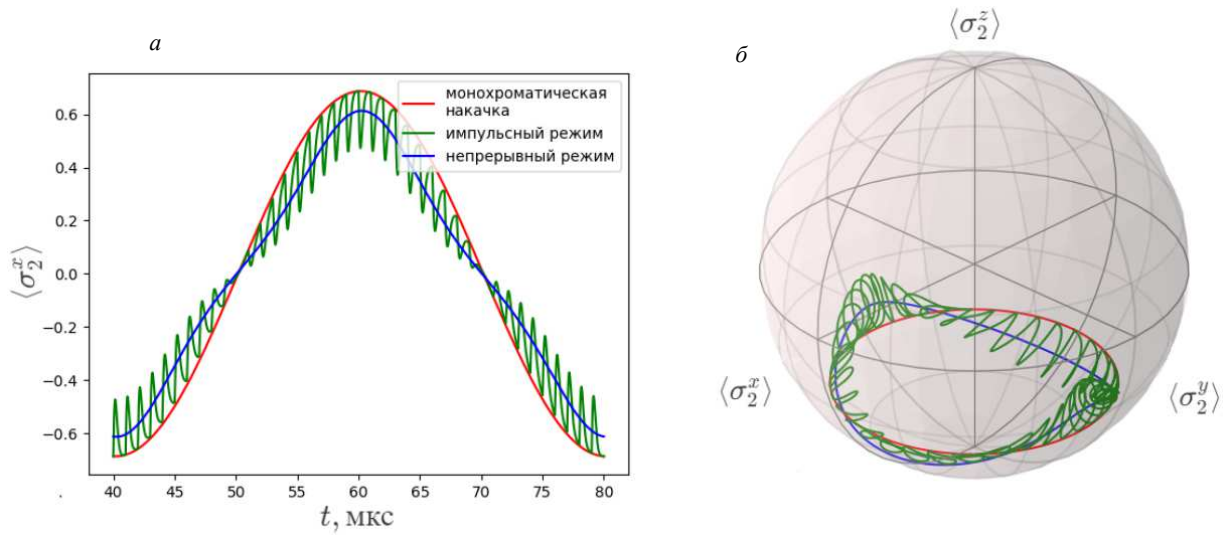 а
б
⟨σ₂ᶻ⟩
монохроматическая
накачка
импульсный режим
непрерывный режим
0.6
0.4
0.2
0.0
−0.2
−0.4
−0.6
⟨σ₂ˣ⟩
40 45 50 55 60 65 70 75 80
t, мкс
⟨σ₂ˣ⟩
⟨σ₂ʸ⟩